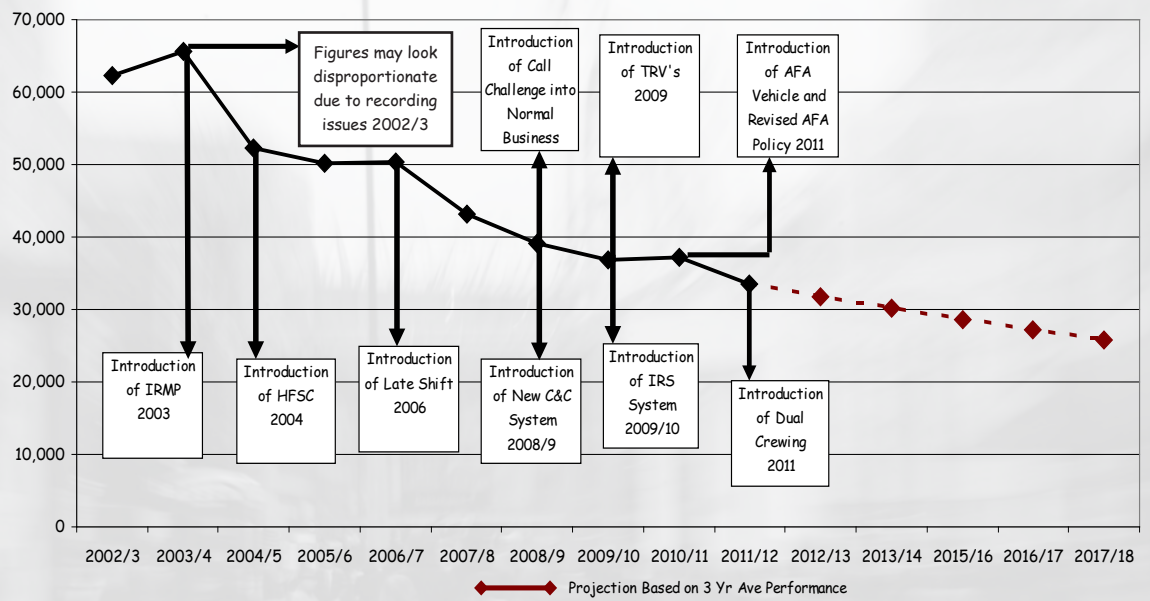 70,000
60,000
50,000
40,000
30,000
20,000
10,000
0
Figures may look
disproportionate
due to recording
issues 2002/3
Introduction
of Call
Challenge into
Normal
Business
Introduction
of TRV's
2009
Introduction
of AFA
Vehicle and
Revised AFA
Policy 2011
Introduction
of IRMP
2003
Introduction
of HFSC
2004
Introduction
of Late Shift
2006
Introduction
of New C&C
System
2008/9
Introduction
of IRS
System
2009/10
Introduction
of Dual
Crewing
2011
2002/3 2003/4 2004/5 2005/6 2006/7 2007/8 2008/9 2009/10 2010/11 2011/12 2012/13 2013/14 2015/16 2016/17 2017/18
Projection Based on 3 Yr Ave Performance